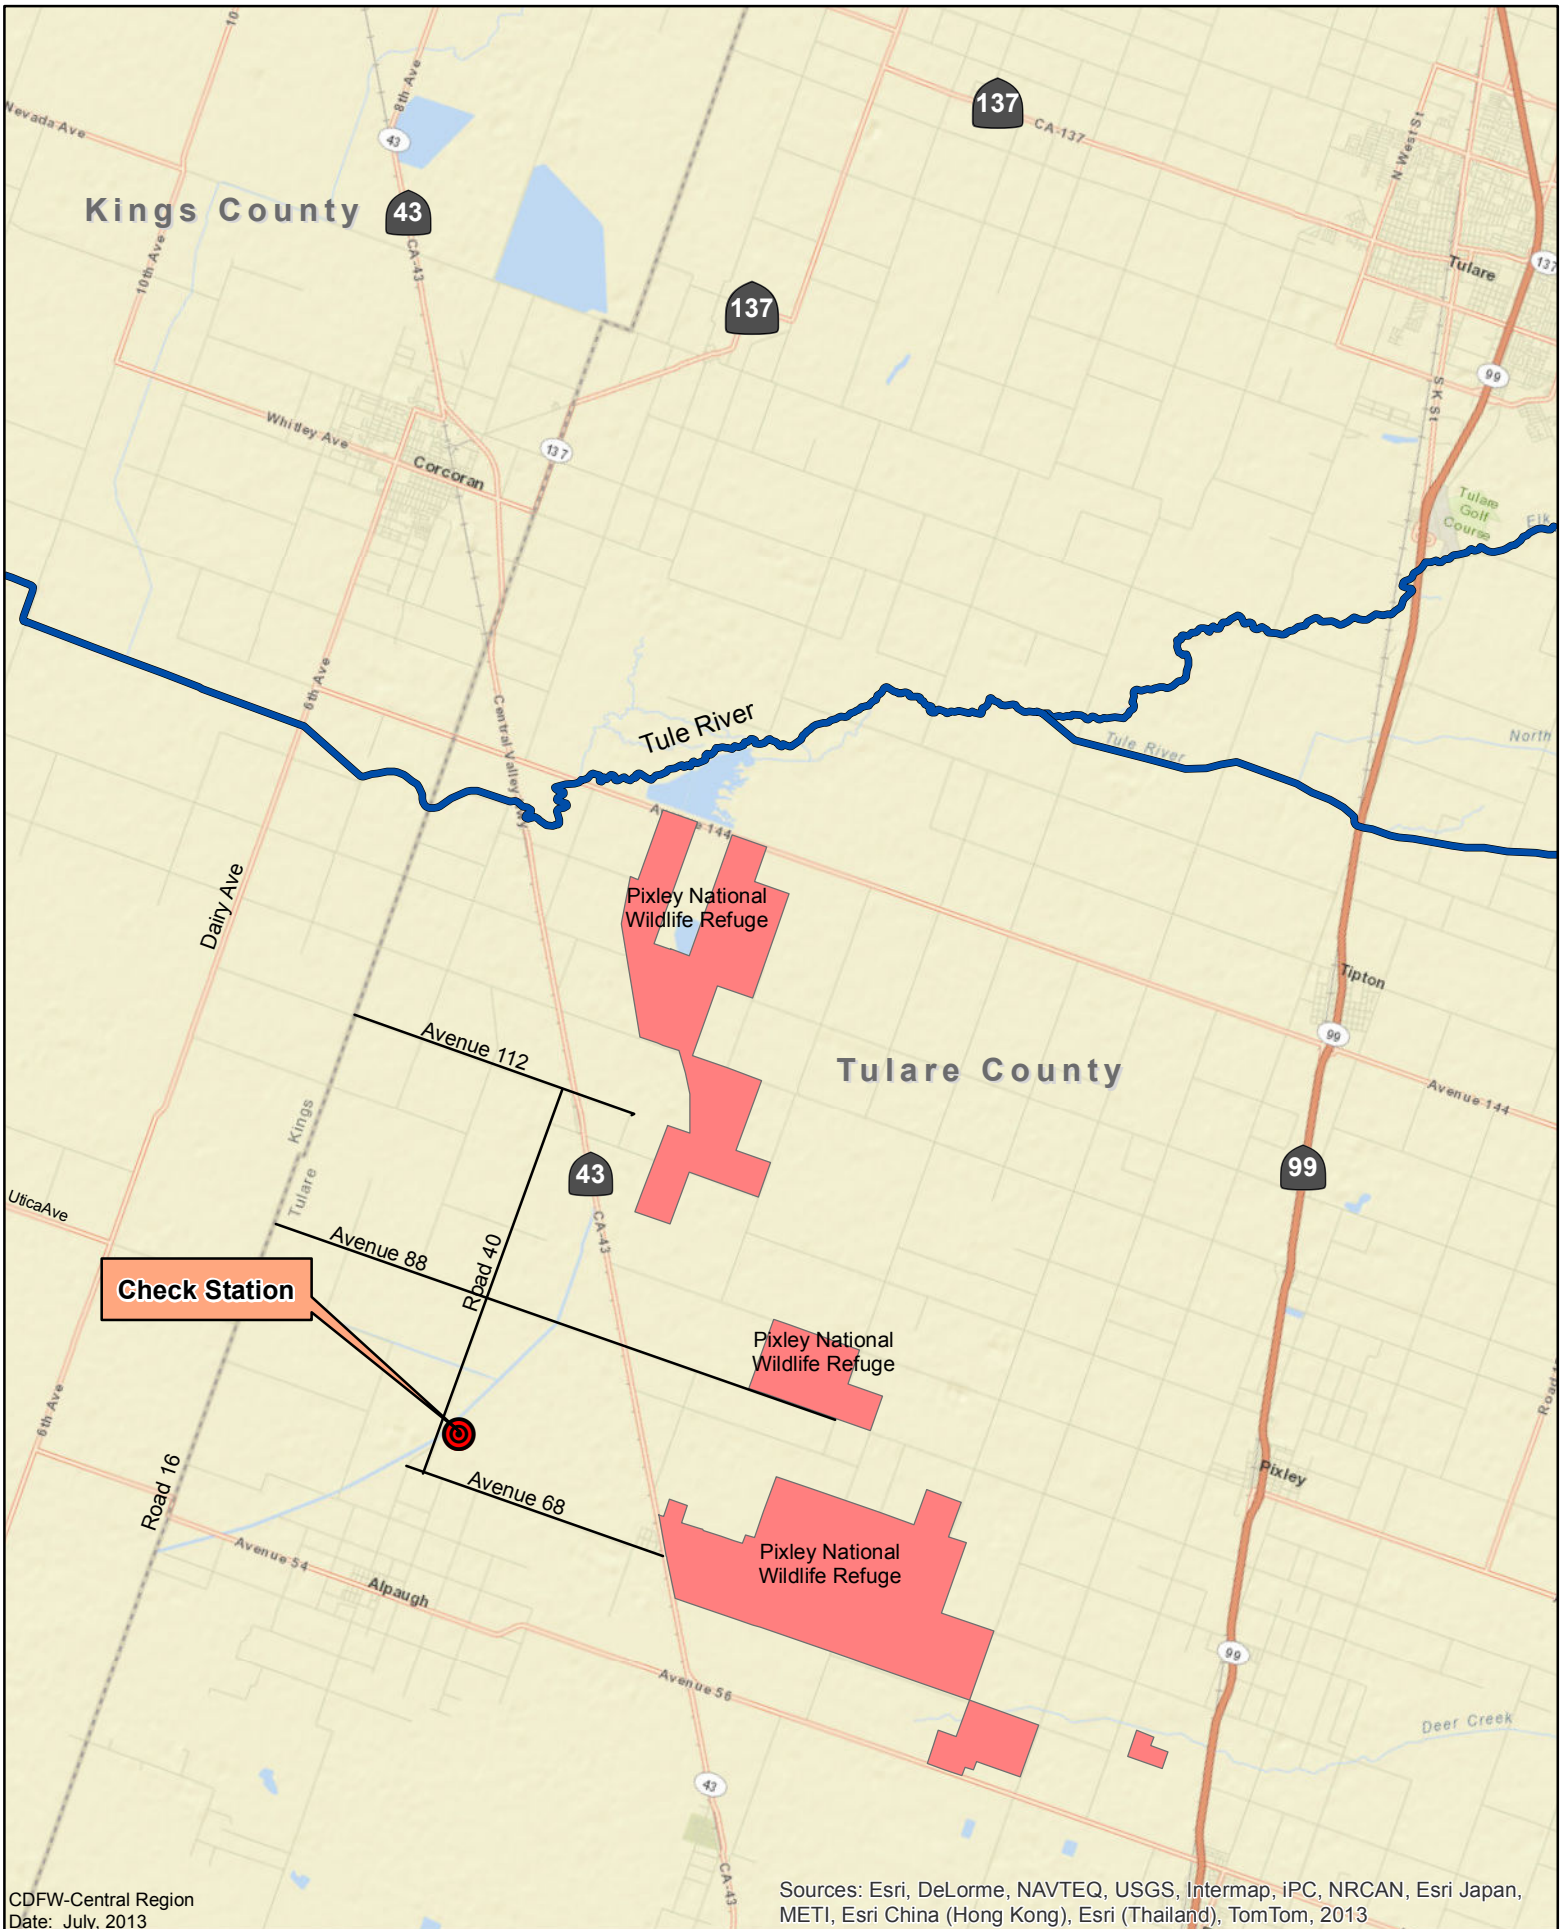 10
8th Ave
Nevada Ave
43
137
CA-137
N West St
Kings County
43
CA-43
10th Ave
Tulare
137
137
99
S K St
Whitley Ave
Corcoran
137
Tulare
Golf
Course
Elk
6th Ave
Central Valley Hwy
Tule River
Tule River
North
Avenue 144
Dairy Ave
Pixley National
Wildlife Refuge
Tipton
99
Avenue 112
Tulare County
Avenue 144
Kings
Tulare
43
99
UticaAve
CA-43
Avenue 88
Road 40
Check Station
Pixley National
Wildlife Refuge
6th Ave
Road
Road 16
Avenue 68
Pixley
Pixley National
Wildlife Refuge
Avenue 54
Alpaugh
99
Avenue 56
Deer Creek
43
CA-43
CDFW-Central Region
Date: July, 2013
Sources: Esri, DeLorme, NAVTEQ, USGS, Intermap, iPC, NRCAN, Esri Japan,
METI, Esri China (Hong Kong), Esri (Thailand), TomTom, 2013